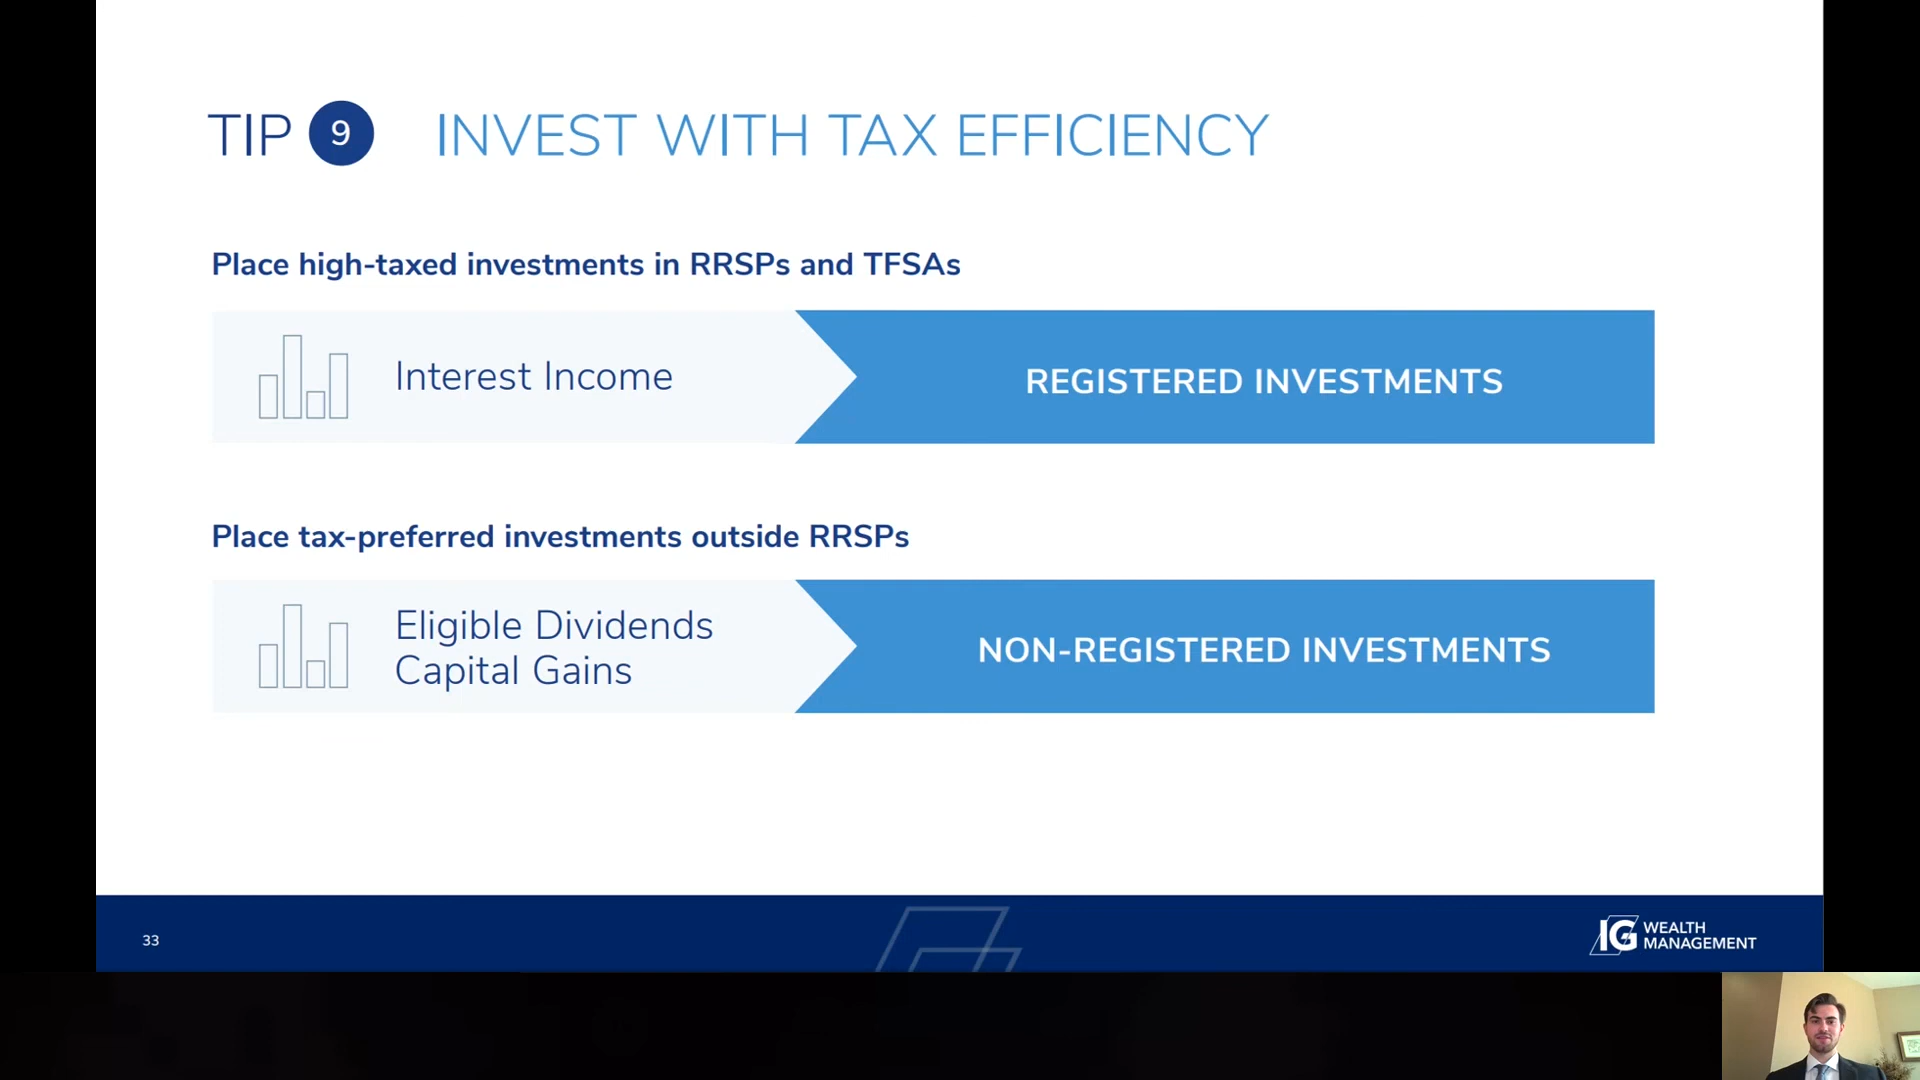 TIP 9 INVEST WITH TAX EFFICIENCY
Place high-taxed investments in RRSPs and TFSAs
Interest Income
REGISTERED INVESTMENTS
Place tax-preferred investments outside RRSPs
Eligible Dividends
Capital Gains
NON-REGISTERED INVESTMENTS
33
IG WEALTH
MANAGEMENT